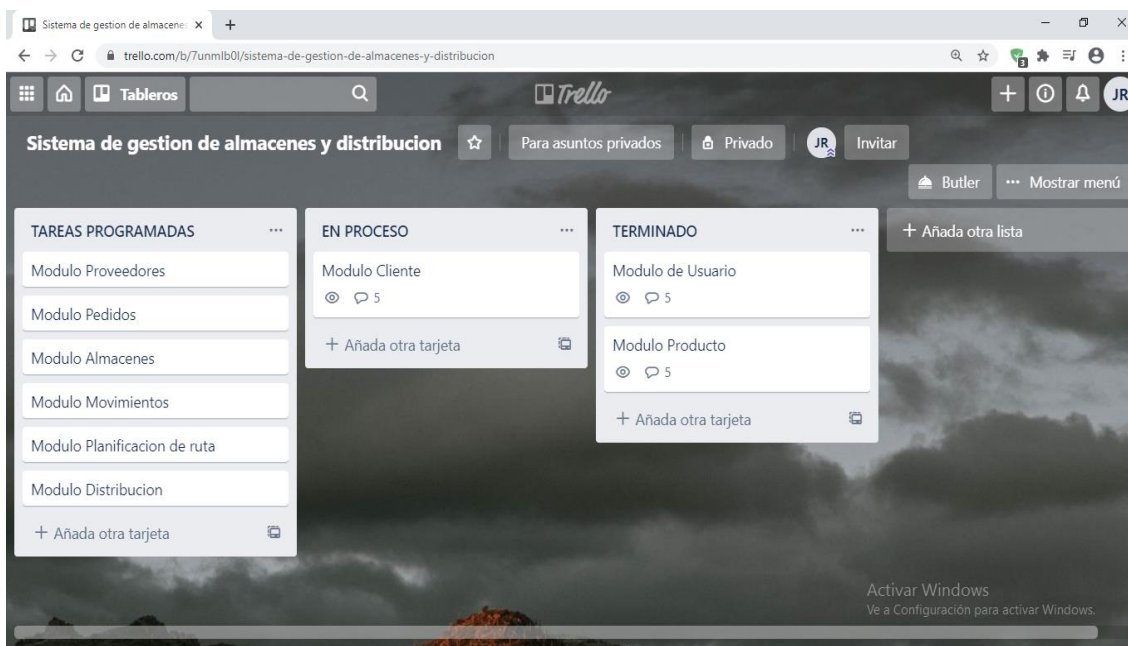 Sistema de gestion de almacene
trello.com/b/7unmlb0l/sistema-de-gestion-de-almacenes-y-distribucion
3
Tableros
Trello
JR
Sistema de gestion de almacenes y distribucion
Para asuntos privados
Privado
JR
Invitar
Butler
... Mostrar menú
TAREAS PROGRAMADAS
Modulo Proveedores
Modulo Pedidos
Modulo Almacenes
Modulo Movimientos
Modulo Planificacion de ruta
Modulo Distribucion
+ Añada otra tarjeta
EN PROCESO
Modulo Cliente
5
+ Añada otra tarjeta
TERMINADO
Modulo de Usuario
5
Modulo Producto
5
+ Añada otra tarjeta
+ Añada otra lista
Activar Windows
Ve a Configuración para activar Windows.